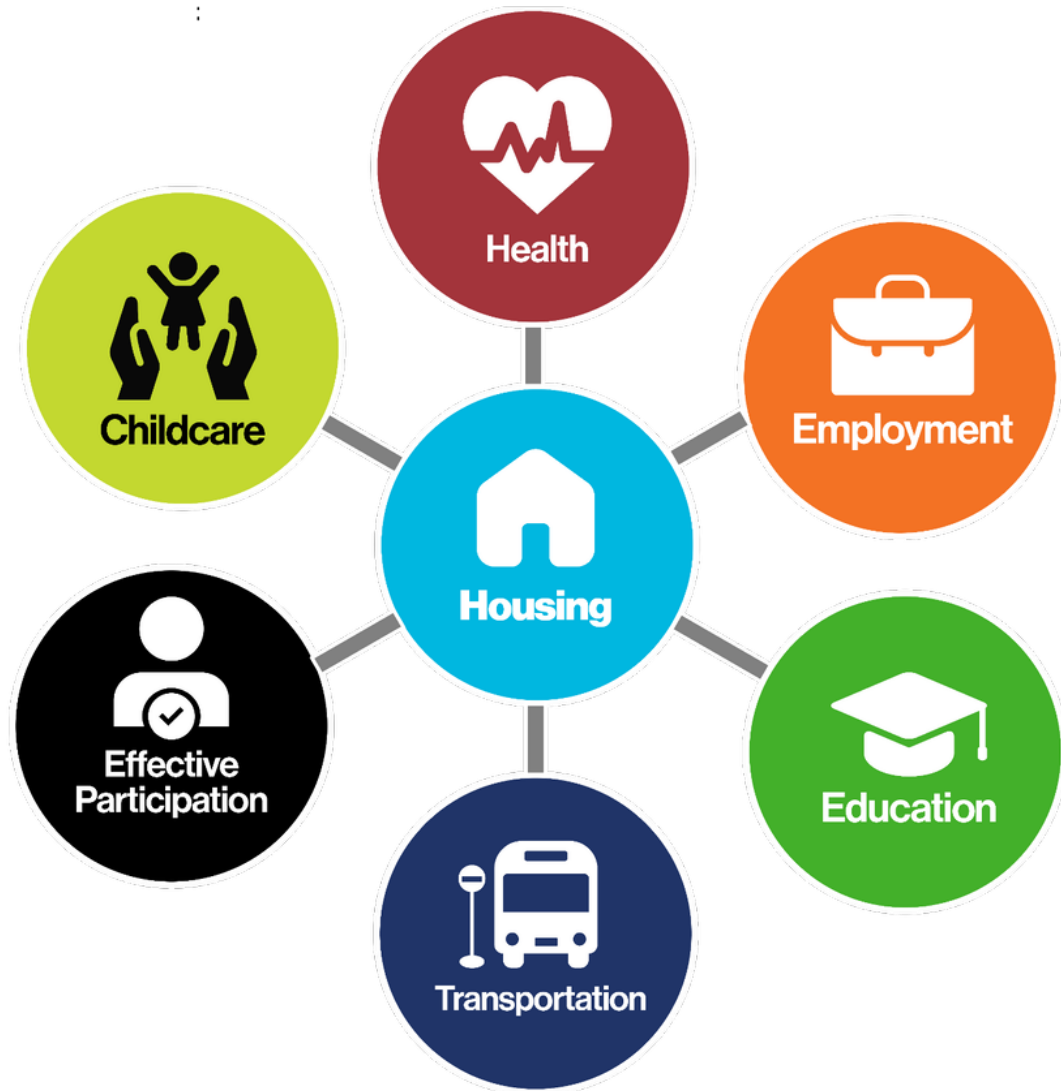 :
Health
Childcare
Employment
Housing
Effective
Participation
Education
Transportation